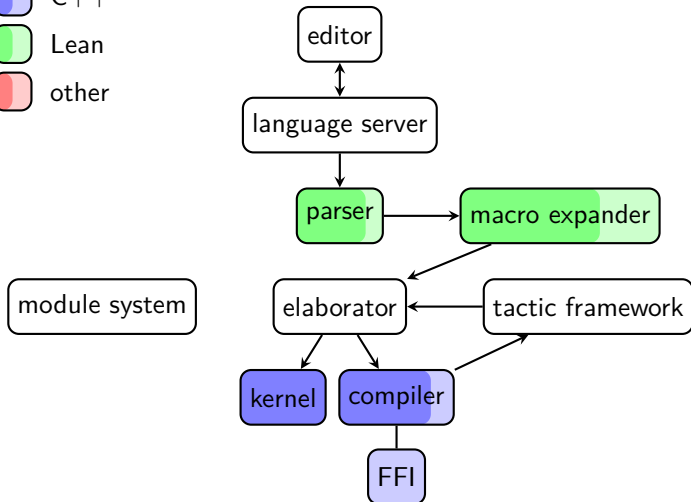 editor
Lean
other
language server
parser
macro expander
module system
elaborator
tactic framework
kernel
compiler
FFI